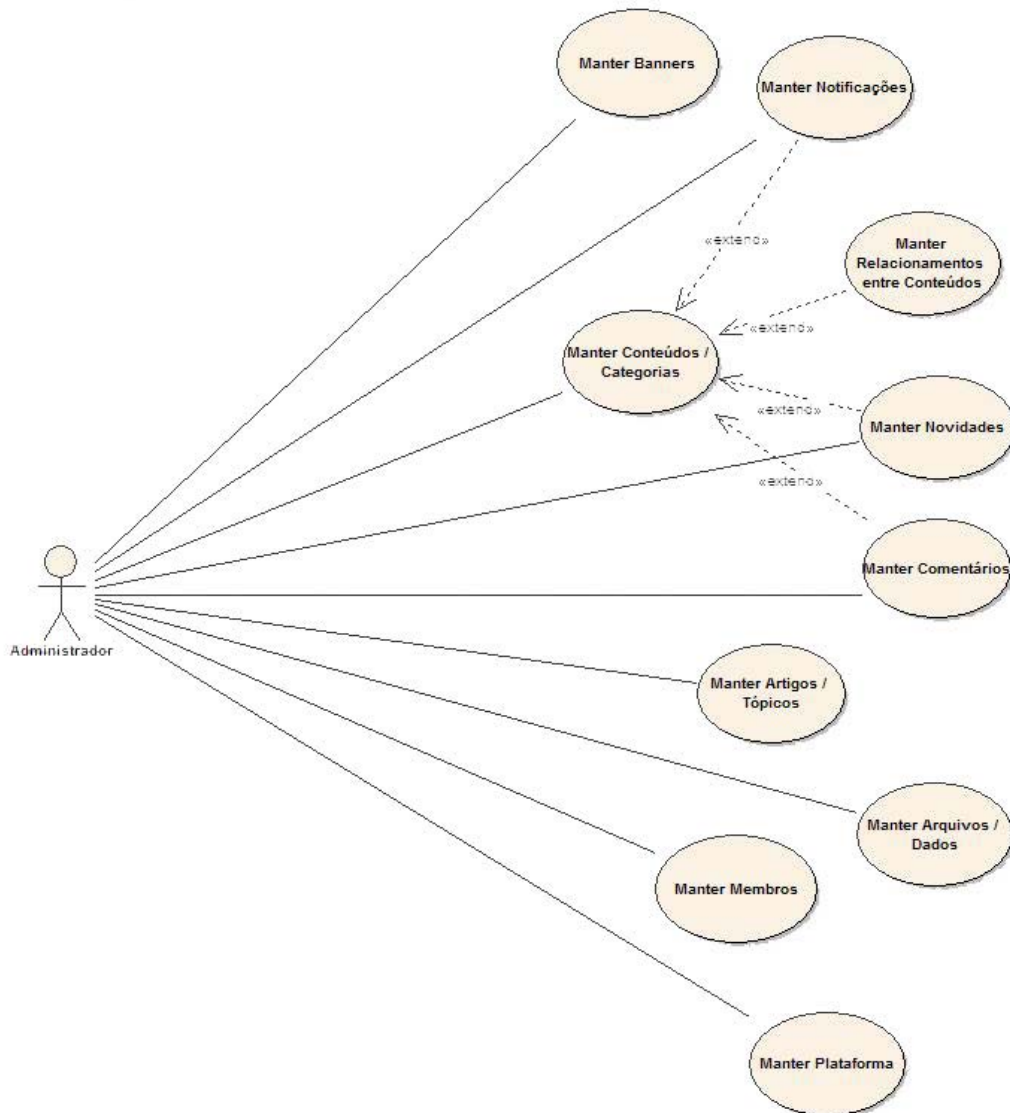 Manter Banners
Manter Notificações
«extend»
Manter
Relacionamentos
entre Conteúdos
«extend»
Manter Conteúdos /
Categorias
«extend»
Manter Novidades
«extend»
Manter Comentários
Administrador
Manter Artigos /
Tópicos
Manter Arquivos /
Dados
Manter Membros
Manter Plataforma